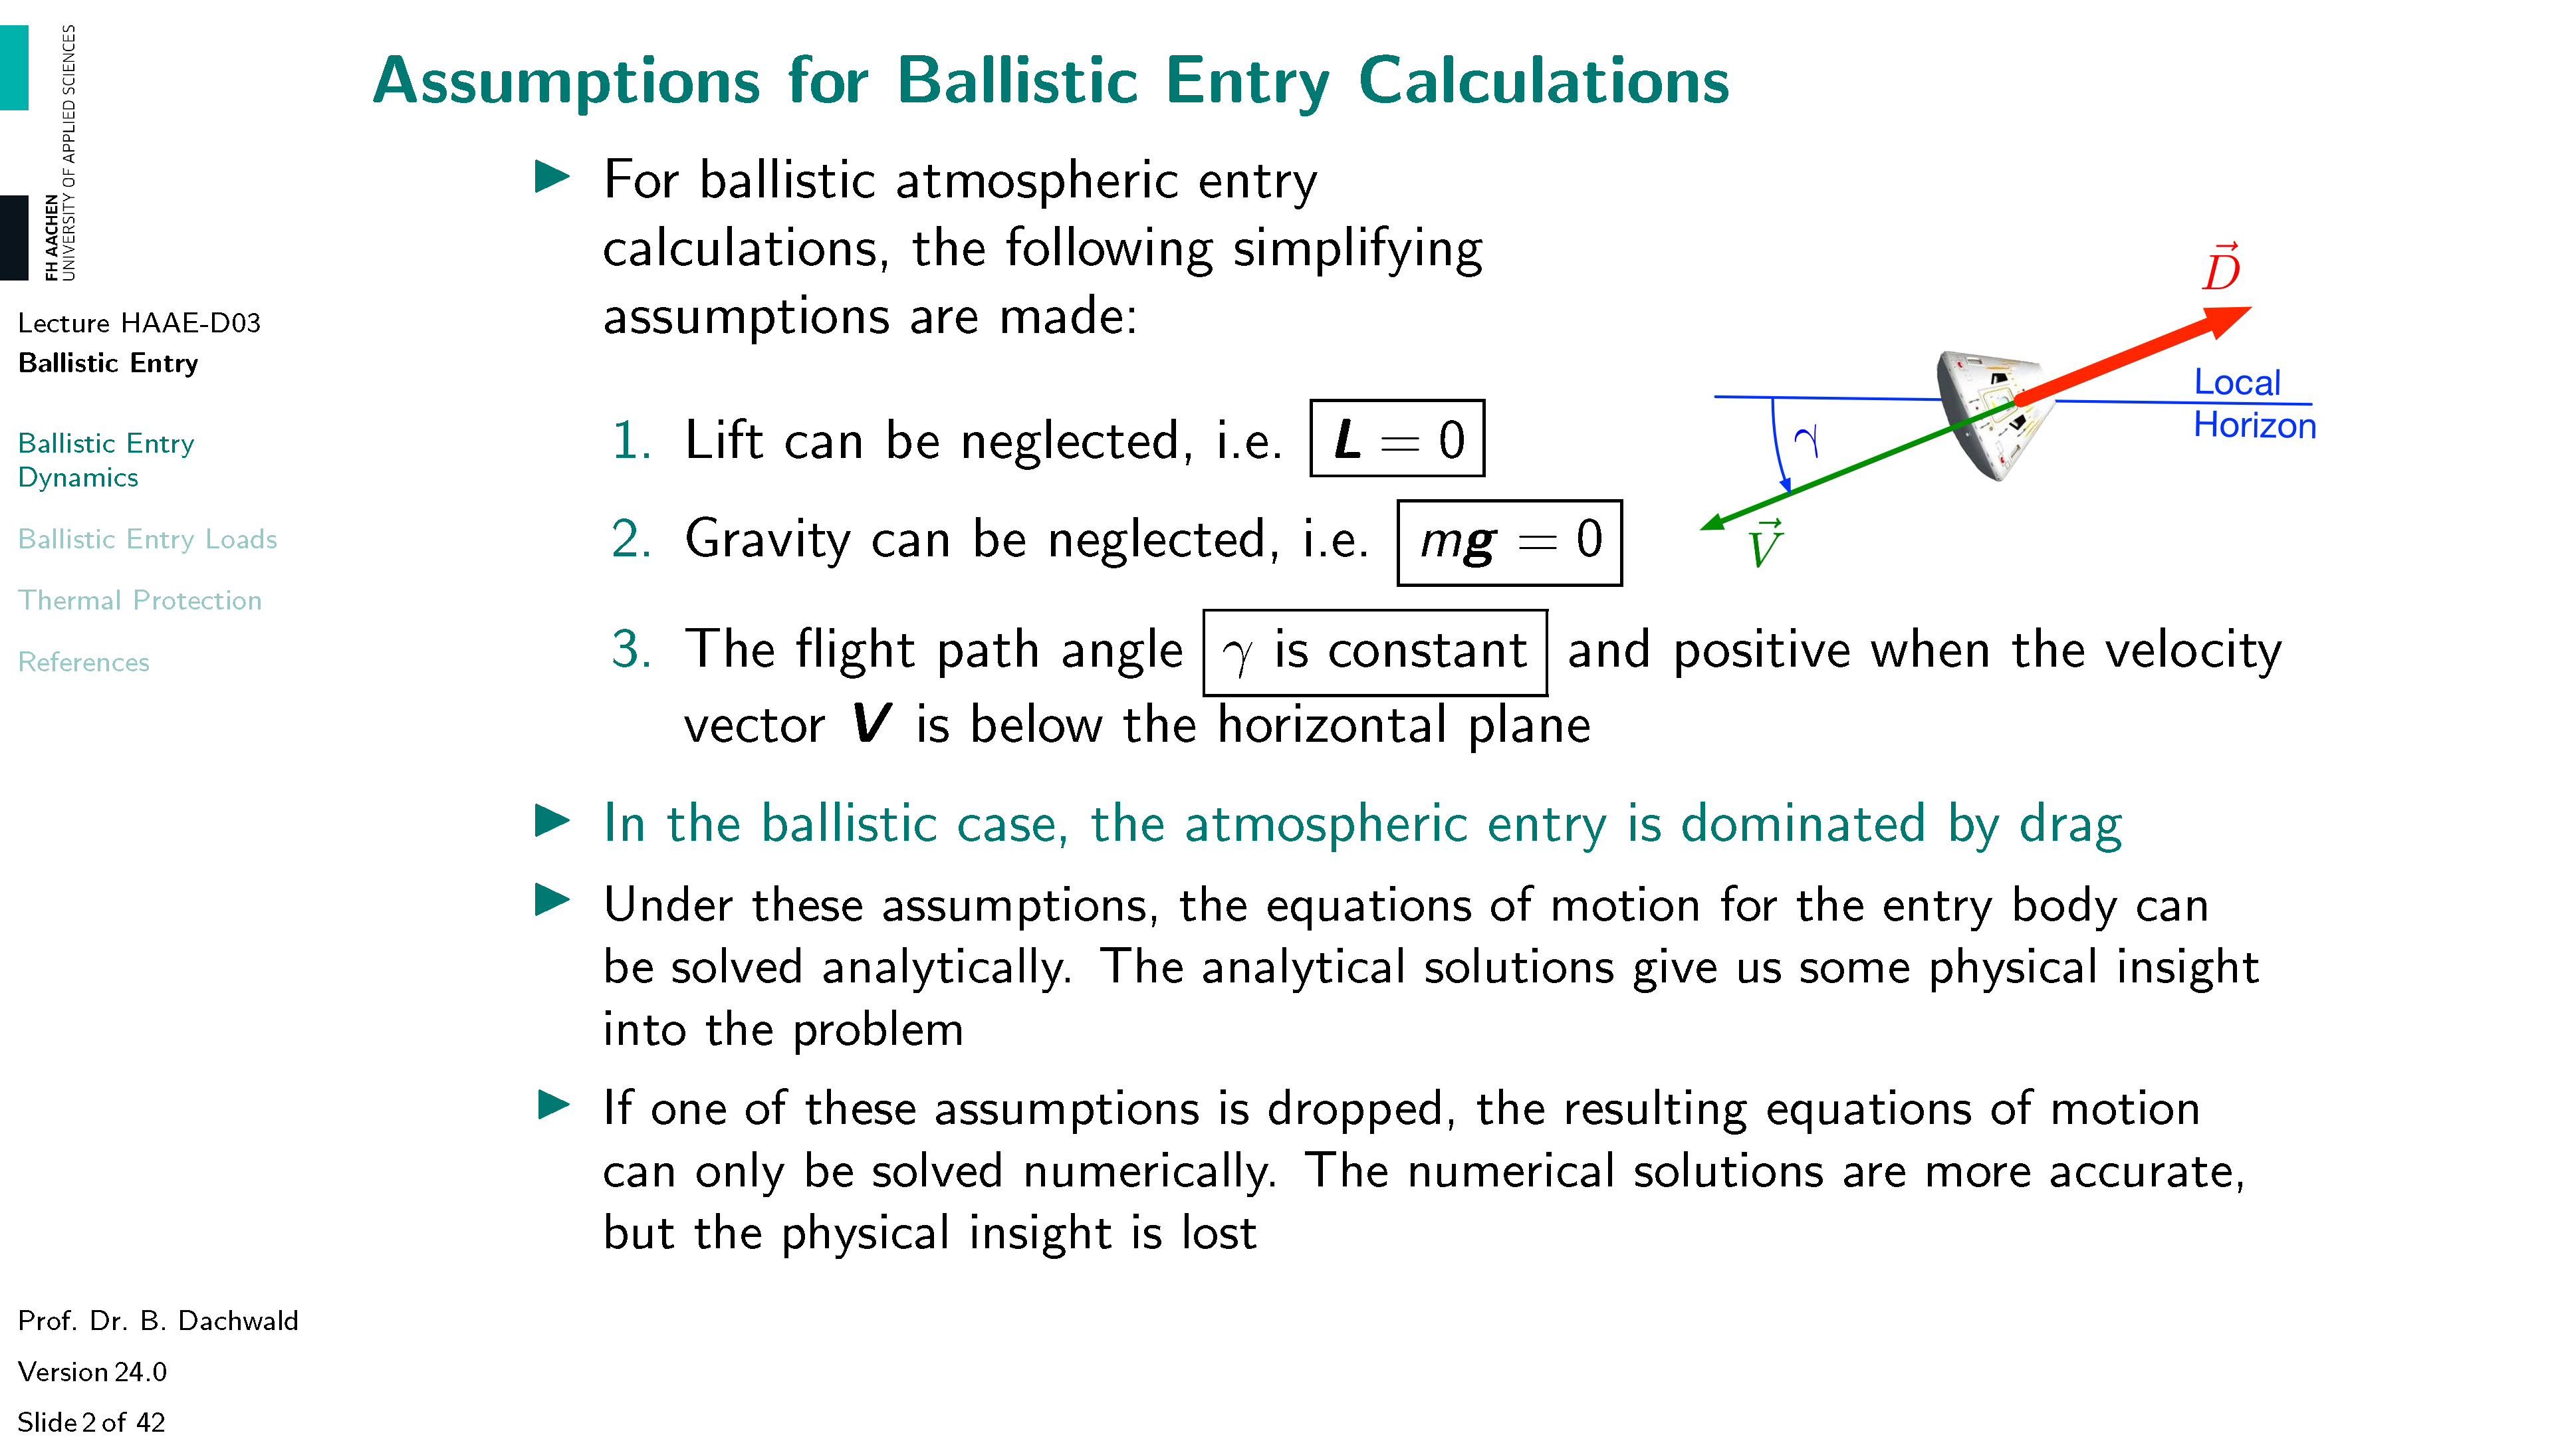 FH AACHEN
UNIVERSITY OF APPLIED SCIENCES
Lecture HAAE-D03
Ballistic Entry
Ballistic Entry
Dynamics
Ballistic Entry Loads
Thermal Protection
References
Prof. Dr. B. Dachwald
Version 24.0
Slide 2 of 42
Assumptions for Ballistic Entry Calculations
▶ For ballistic atmospheric entry
calculations, the following simplifying
assumptions are made:
1. Lift can be neglected, i.e. L = 0
2. Gravity can be neglected, i.e. mg = 0
3. The flight path angle γ is constant and positive when the velocity
vector V is below the horizontal plane
▶ In the ballistic case, the atmospheric entry is dominated by drag
▶ Under these assumptions, the equations of motion for the entry body can
be solved analytically. The analytical solutions give us some physical insight
into the problem
▶ If one of these assumptions is dropped, the resulting equations of motion
can only be solved numerically. The numerical solutions are more accurate,
but the physical insight is lost
D⃗
Local
Horizon
γ
V⃗